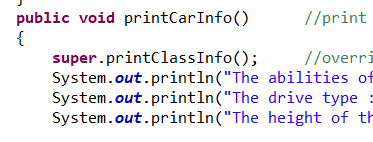 }
public void printCarInfo() //print
{
super.printClassInfo(); //overri
System.out.println("The abilities of
System.out.println("The drive type :
System.out.println("The height of th